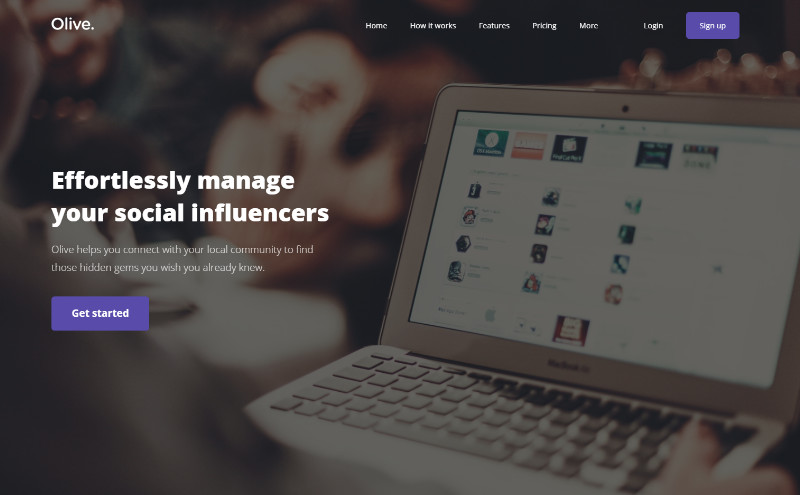 Olive.
Home
How it works
Features
Pricing
More
Login
Sign up
Effortlessly manage
your social influencers
Olive helps you connect with your local community to find
those hidden gems you wish you already knew.
Get started